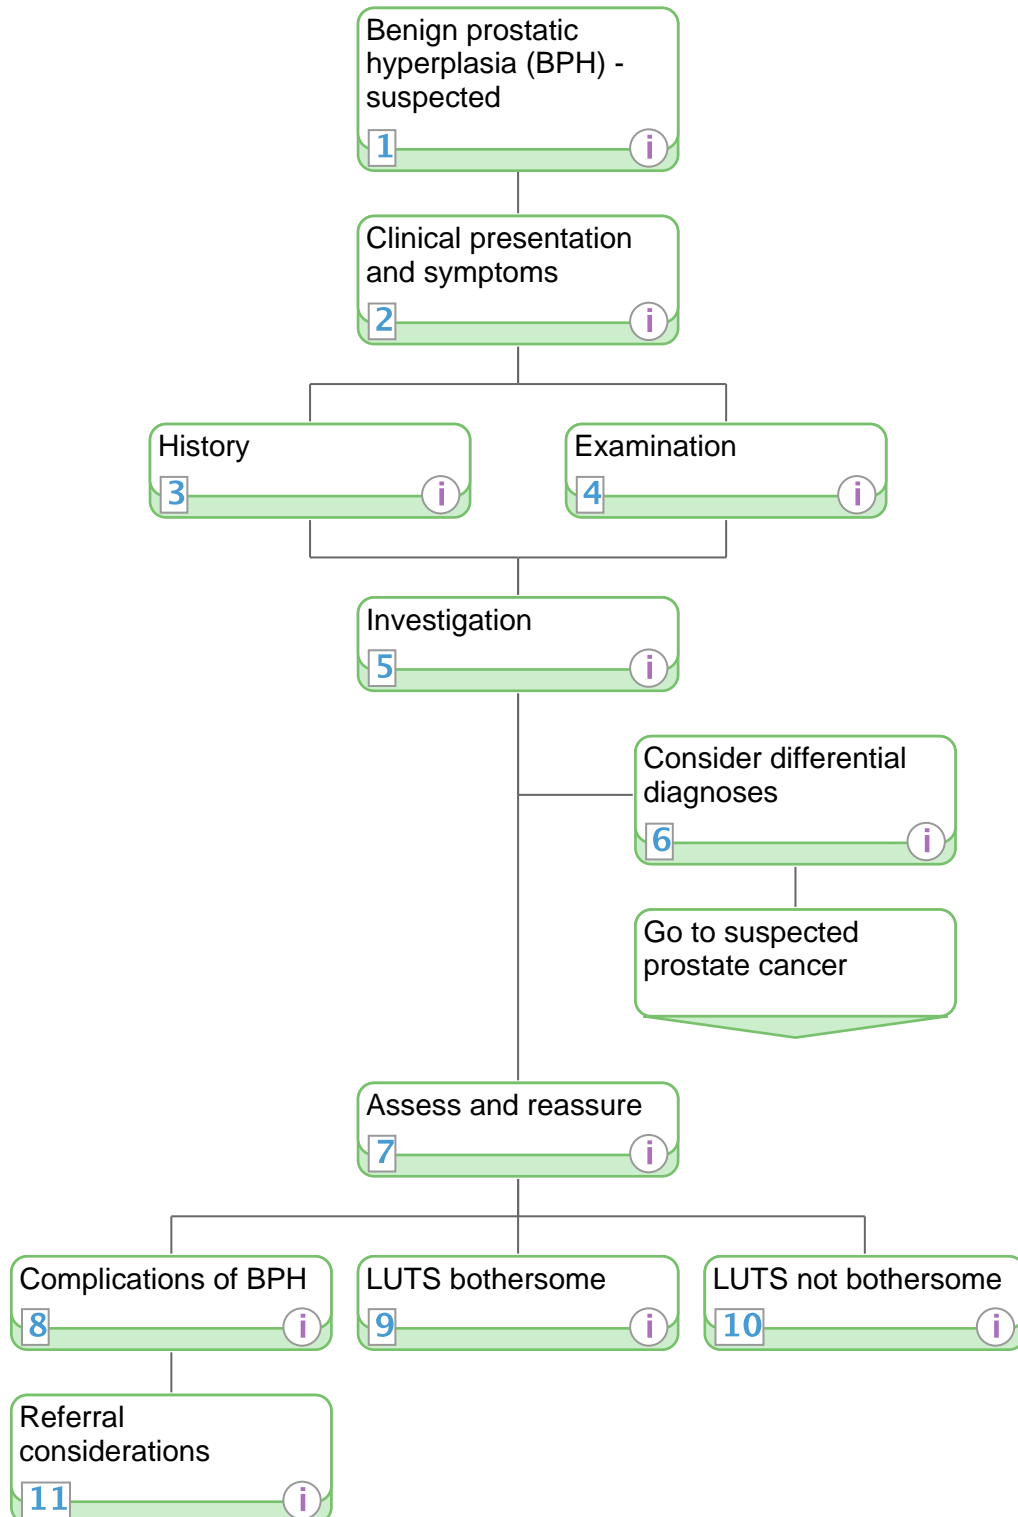 Benign prostatic
hyperplasia (BPH) -
suspected
1 i
Clinical presentation
and symptoms
2 i
History
3 i
Examination
4 i
Investigation
5 i
Consider differential
diagnoses
6 i
Go to suspected
prostate cancer
Assess and reassure
7 i
Complications of BPH
8 i
LUTS bothersome
9 i
LUTS not bothersome
10 i
Referral
considerations
11 i